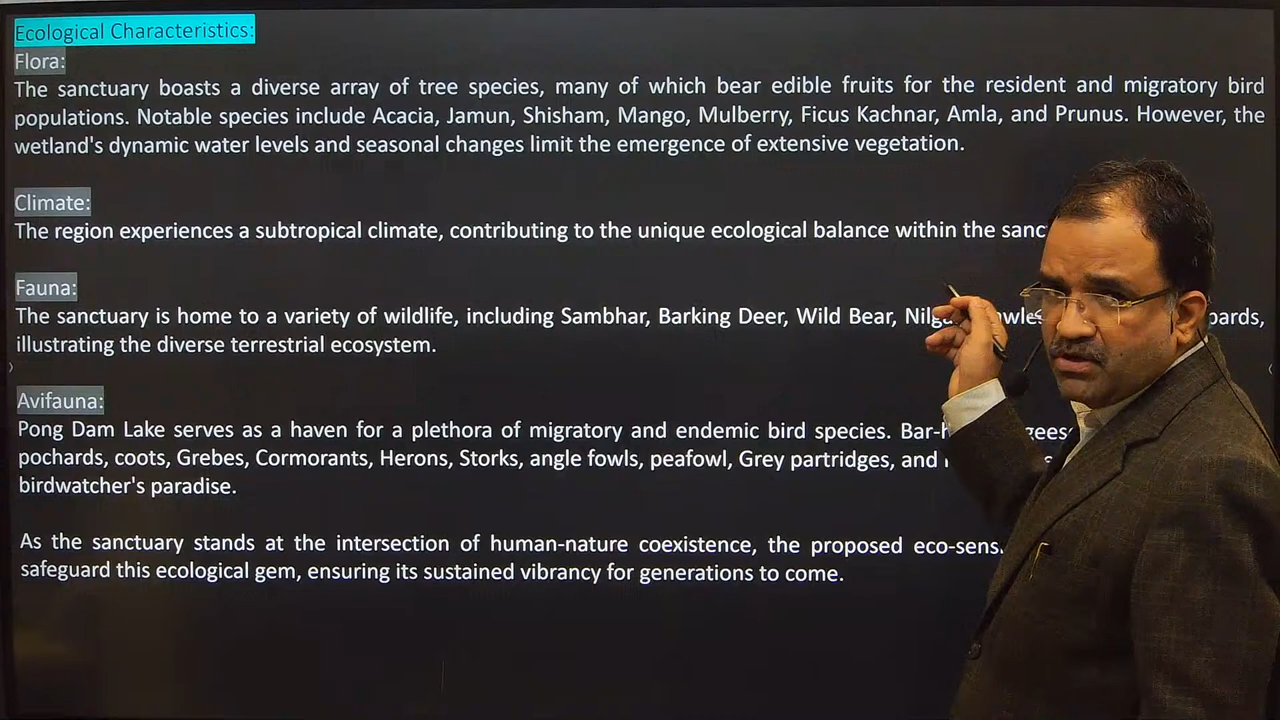 Ecological Characteristics:
Flora:
The sanctuary boasts a diverse array of tree species, many of which bear edible fruits for the resident and migratory bird
populations. Notable species include Acacia, Jamun, Shisham, Mango, Mulberry, Ficus Kachnar, Amla, and Prunus. However, the
wetland's dynamic water levels and seasonal changes limit the emergence of extensive vegetation.
Climate:
The region experiences a subtropical climate, contributing to the unique ecological balance within the
Fauna:
The sanctuary is home to a variety of wildlife, including Sambhar, Barking Deer, Wild Bear,
illustrating the diverse terrestrial ecosystem.
Avifauna:
Pong Dam Lake serves as a haven for a plethora of migratory and endemic bird species. geese
pochards, coots, Grebes, Cormorants, Herons, Storks, angle fowls, peafowl, Grey partridges, and
birdwatcher's paradise.
As the sanctuary stands at the intersection of human-nature coexistence, the proposed
safeguard this ecological gem, ensuring its sustained vibrancy for generations to come.